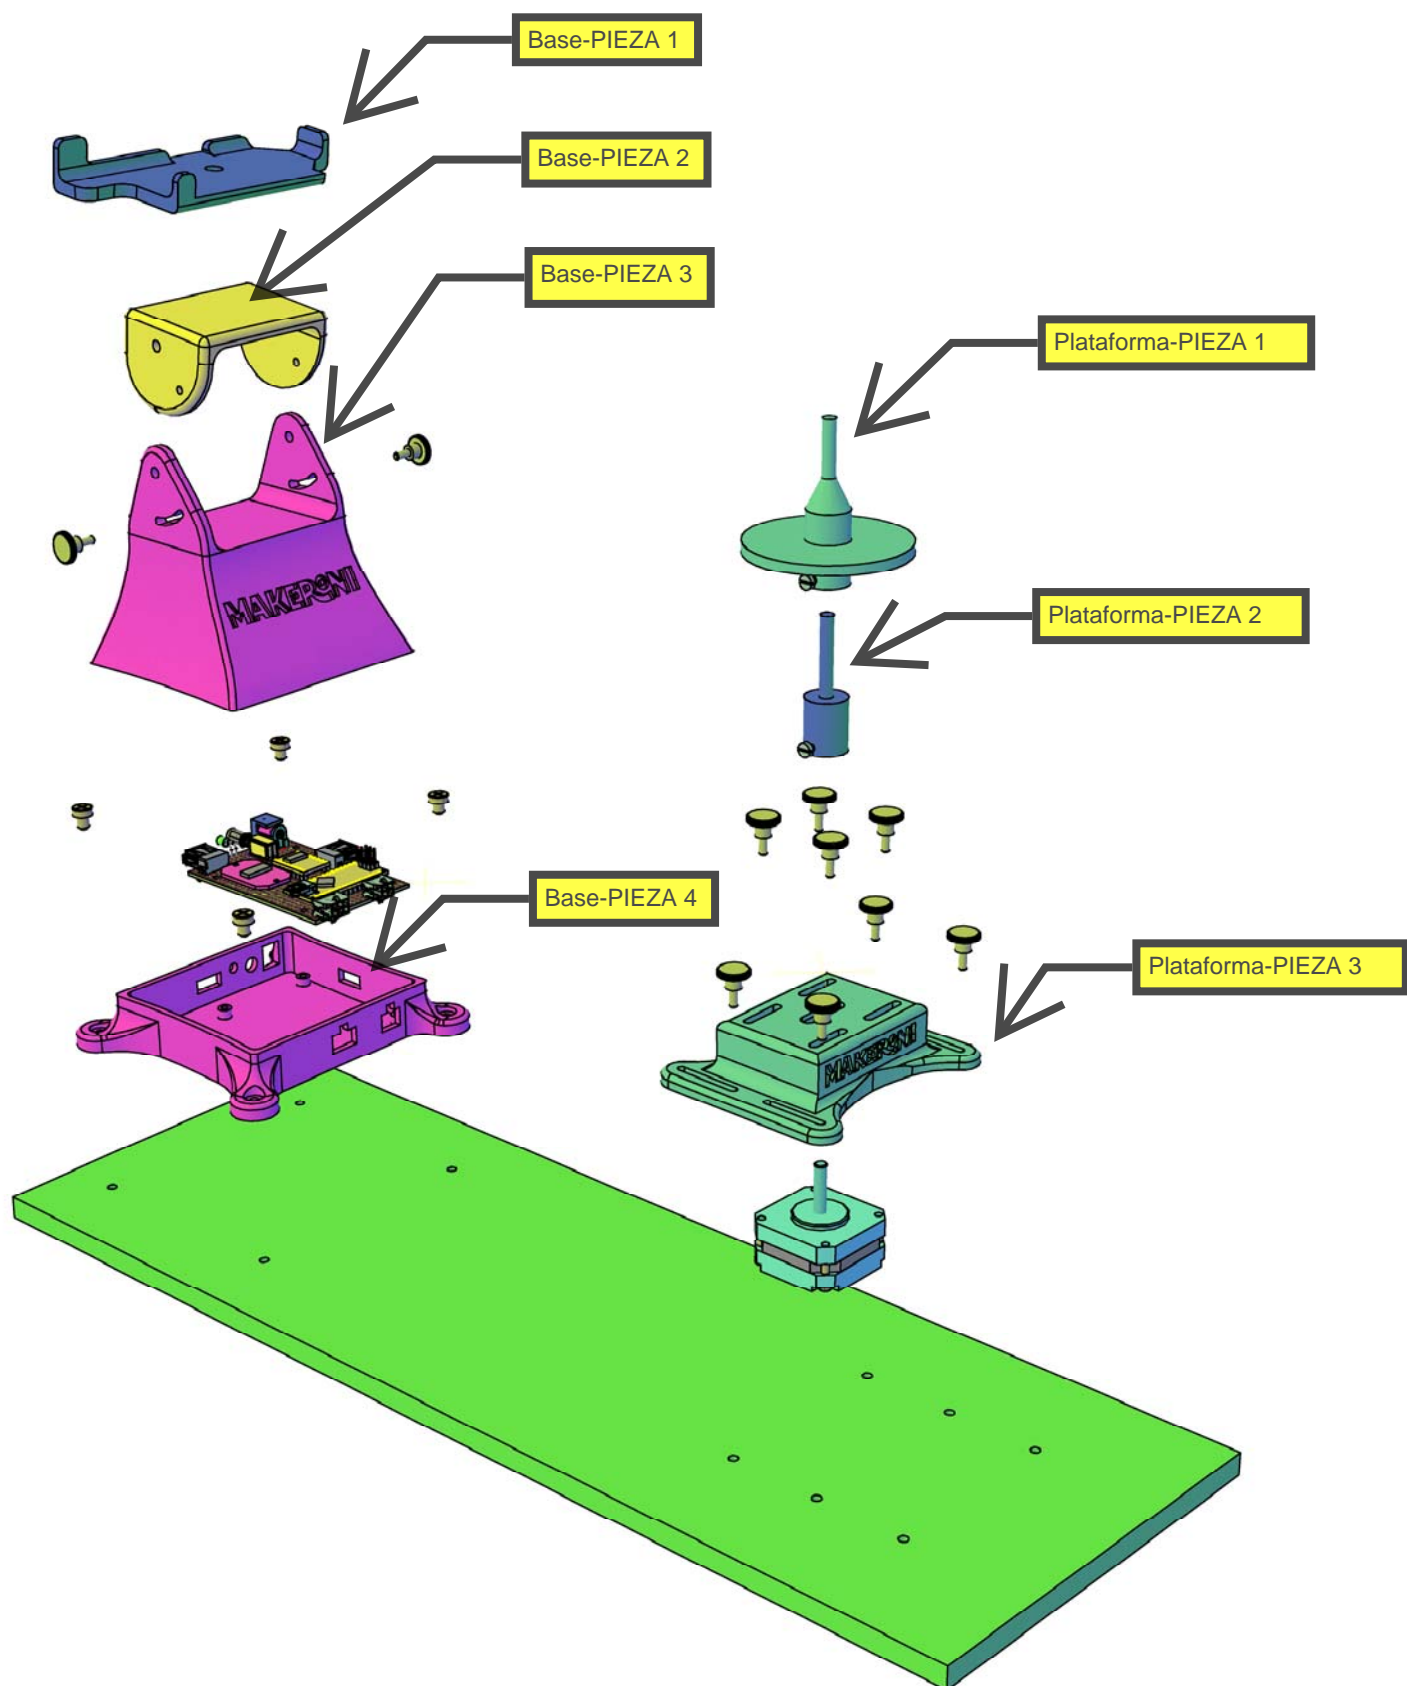 Base-PIEZA 1
Base-PIEZA 2
Base-PIEZA 3
Plataforma-PIEZA 1
MAKERONI
Plataforma-PIEZA 2
Base-PIEZA 4
Plataforma-PIEZA 3
MAKERONI